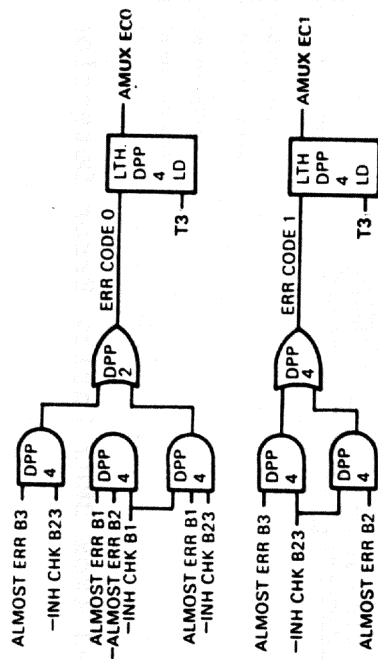 ALMOST ERR B3
−INH CHK B23
DPP
4
ALMOST ERR B1
−ALMOST ERR B2
−INH CHK B1
DPP
4
ALMOST ERR B1
−INH CHK B23
DPP
4
DPP
2
ERR CODE 0
LTH.
DPP
4
LD
T3
AMUX EC0
ALMOST ERR B3
−INH CHK B23
ALMOST ERR B2
DPP
4
DPP
4
DPP
4
ERR CODE 1
LTH
DPP
4
LD
T3
AMUX EC1